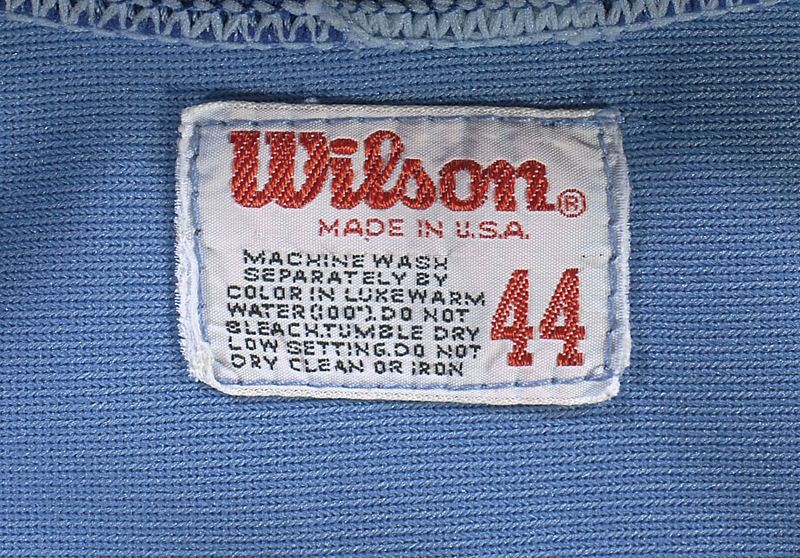 Wilson®
MADE IN U.S.A.
MACHINE WASH
SEPARATELY BY
COLOR IN LUKEWARM
WATER(100°). DO NOT
BLEACH.TUMBLE DRY
LOW SETTING.DO NOT
DRY CLEAN OR IRON
44